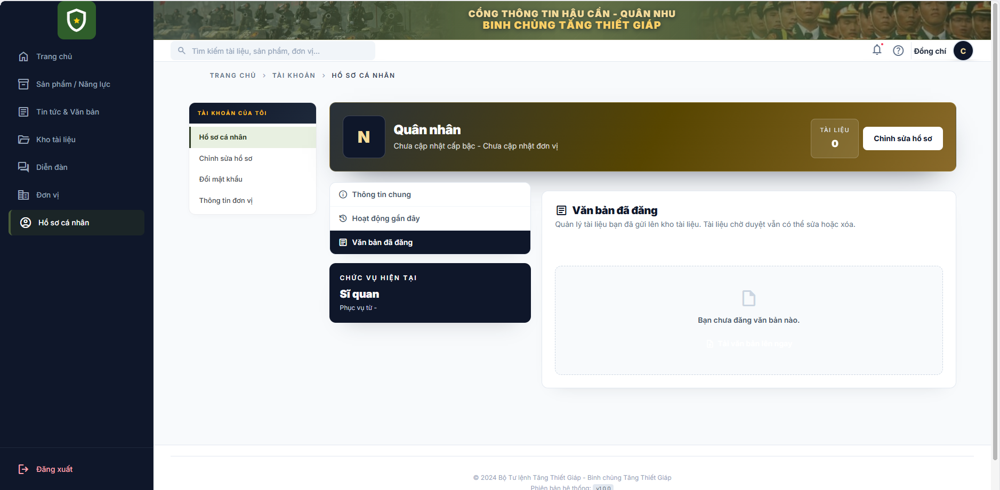 CỔNG THÔNG TIN HẬU CẦN - QUÂN NHU
BINH CHỦNG TĂNG THIẾT GIÁP
Trang chủ
Sản phẩm / Năng lực
Tin tức & Văn bản
Kho tài liệu
Diễn đàn
Đơn vị
Hồ sơ cá nhân
Đăng xuất
Tìm kiếm tài liệu, sản phẩm, đơn vị...
Đồng chí
C
TRANG CHỦ > TÀI KHOẢN > HỒ SƠ CÁ NHÂN
TÀI KHOẢN CỦA TÔI
Hồ sơ cá nhân
Chỉnh sửa hồ sơ
Đổi mật khẩu
Thông tin đơn vị
N
Quân nhân
Chưa cập nhật cấp bậc - Chưa cập nhật đơn vị
TÀI LIỆU
0
Chỉnh sửa hồ sơ
Thông tin chung
Hoạt động gần đây
Văn bản đã đăng
CHỨC VỤ HIỆN TẠI
Sĩ quan
Phục vụ từ -
Văn bản đã đăng
Quản lý tài liệu bạn đã gửi lên kho tài liệu. Tài liệu chờ duyệt vẫn có thể sửa hoặc xóa.
Bạn chưa đăng văn bản nào.
Tải văn bản lên ngay
© 2024 Bộ Tư lệnh Tăng Thiết Giáp - Binh chủng Tăng Thiết Giáp
Phiên bản hệ thống: v1.0.0